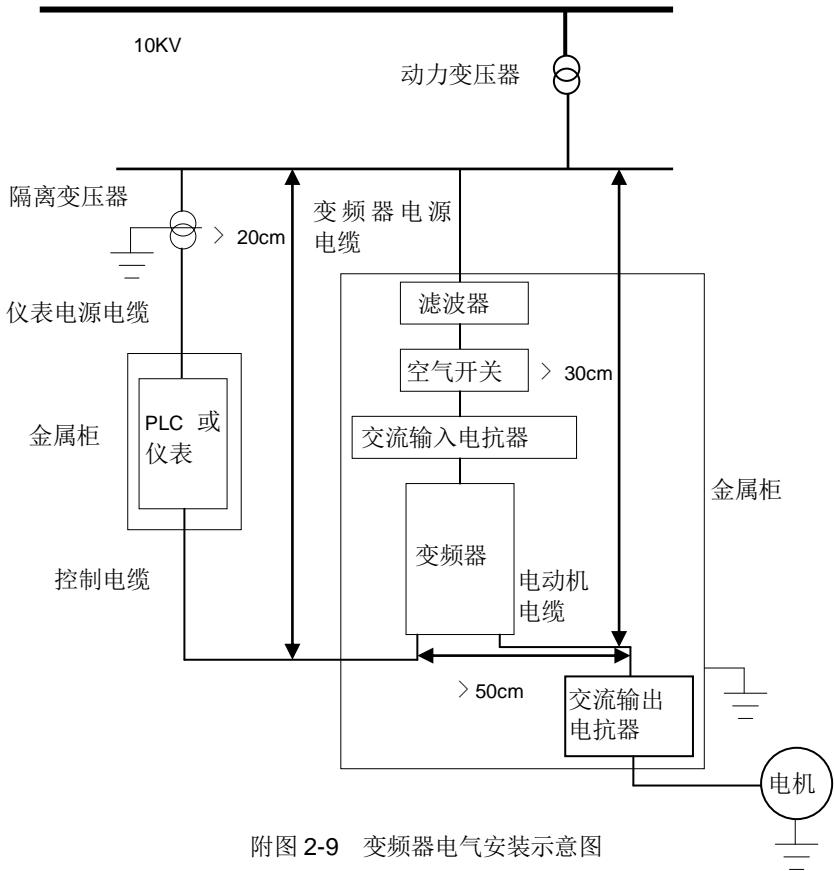 10KV
动力变压器
隔离变压器
变频器电源
电缆
﹥20cm
仪表电源电缆
滤波器
空气开关
﹥30cm
PLC 或
仪表
金属柜
交流输入电抗器
金属柜
变频器
控制电缆
电动机
电缆
﹥50cm
交流输出
电抗器
电机
附图 2-9 变频器电气安装示意图